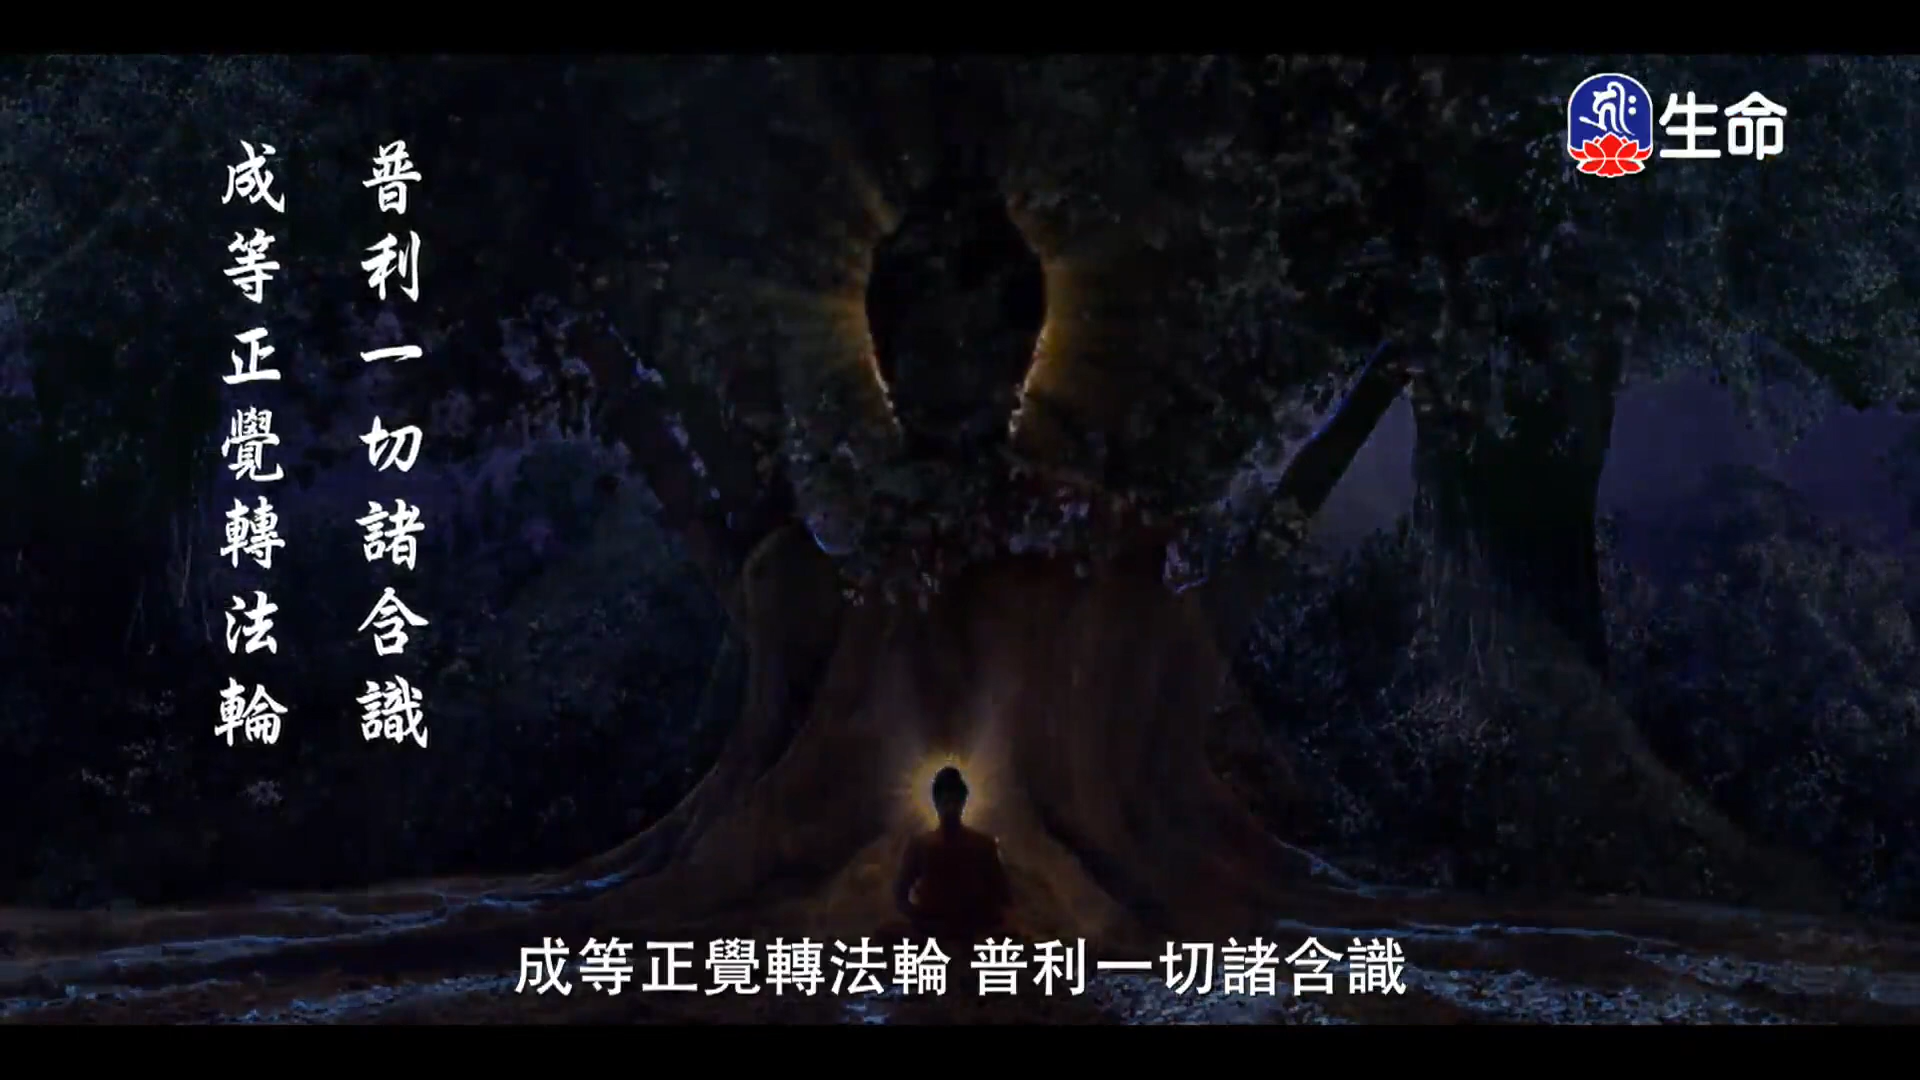 生命
成等正覺轉法輪
普利一切諸含識
成等正覺轉法輪 普利一切諸含識